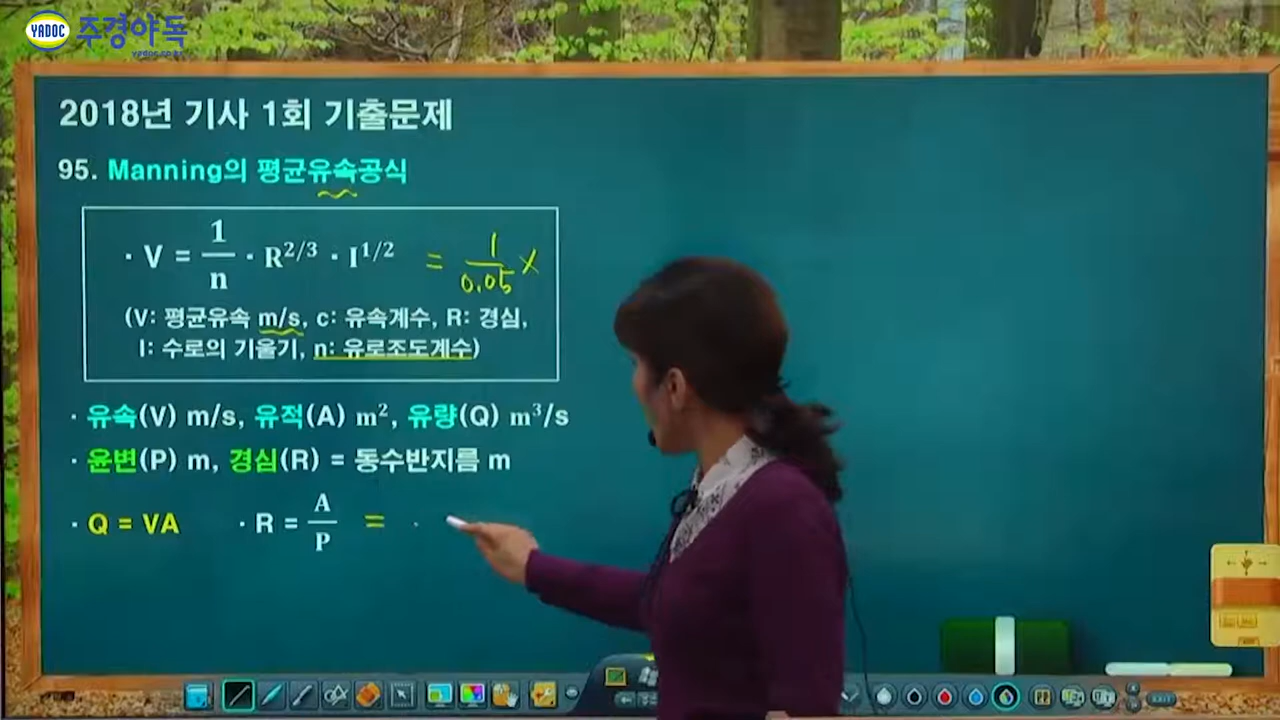 YADOC 주경야독
yadoc.co.kr
2018년 기사 1회 기출문제
95. Manning의 평균유속공식
· V = 1/n · R^2/3 · I^1/2 = 1/0.05 ×
(V: 평균유속 m/s, c: 유속계수, R: 경심,
I: 수로의 기울기, n: 유로조도계수)
· 유속(V) m/s, 유적(A) m², 유량(Q) m³/s
· 윤변(P) m, 경심(R) = 동수반지름 m
· Q = VA · R = A/P =
EXIT